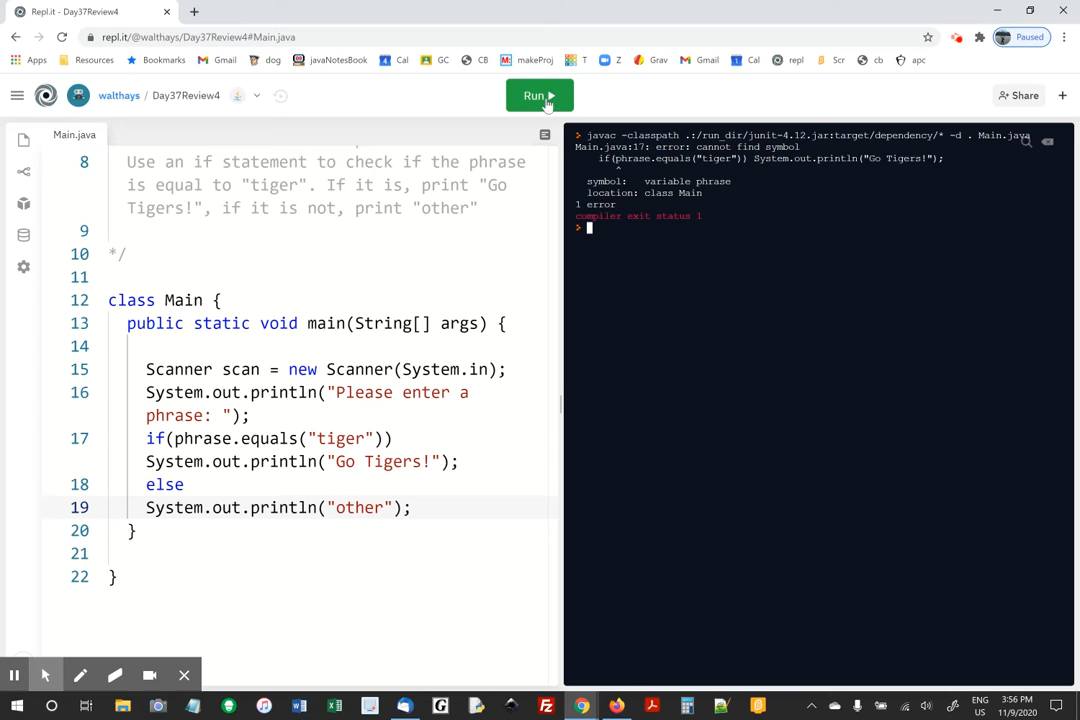 Repl.it - Day37Review4
repl.it/@walthays/Day37Review4#Main.java
Paused
Apps Resources Bookmarks Gmail dog javaNotebook Cal GC CB makeProj T Z Grav Gmail Cal repl Scr cb apc
walthays / Day37Review4
Run
Share
Main.java
8 Use an if statement to check if the phrase
is equal to "tiger". If it is, print "Go
Tigers!", if it is not, print "other"
9
10 */
11
12 class Main {
13 public static void main(String[] args) {
14
15 Scanner scan = new Scanner(System.in);
16 System.out.println("Please enter a
phrase: ");
17 if(phrase.equals("tiger"))
System.out.println("Go Tigers!");
18 else
19 System.out.println("other");
20 }
21
22 }
> javac -classpath .:/run_dir/junit-4.12.jar:target/dependency/* -d . Main.java
Main.java:17: error: cannot find symbol
if(phrase.equals("tiger")) System.out.println("Go Tigers!");
^
symbol: variable phrase
location: class Main
1 error
compiler exit status 1
>
ENG
US
3:56 PM
11/9/2020